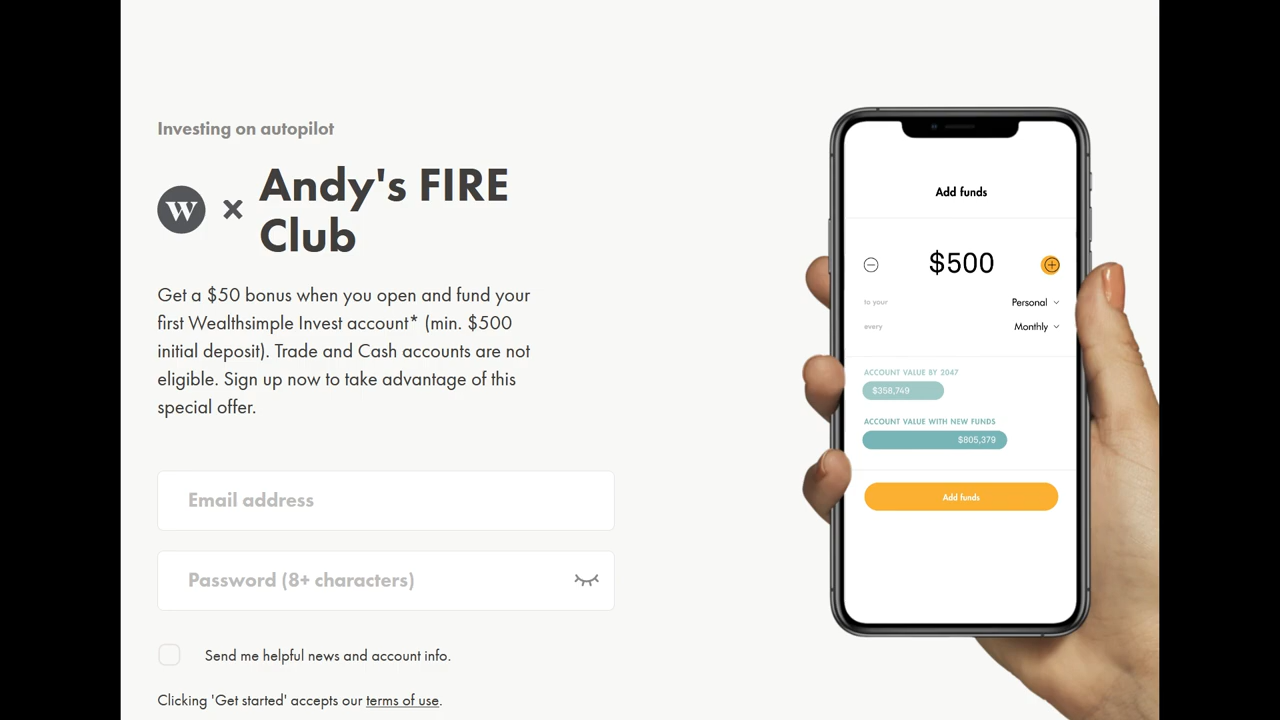 Investing on autopilot
W × Andy's FIRE
Club
Get a $50 bonus when you open and fund your
first Wealthsimple Invest account* (min. $500
initial deposit). Trade and Cash accounts are not
eligible. Sign up now to take advantage of this
special offer.
Email address
Password (8+ characters)
Send me helpful news and account info.
Clicking 'Get started' accepts our terms of use.
Add funds
$500
to your Personal
every Monthly
ACCOUNT VALUE BY 2047
$358,749
ACCOUNT VALUE WITH NEW FUNDS
$805,379
Add funds